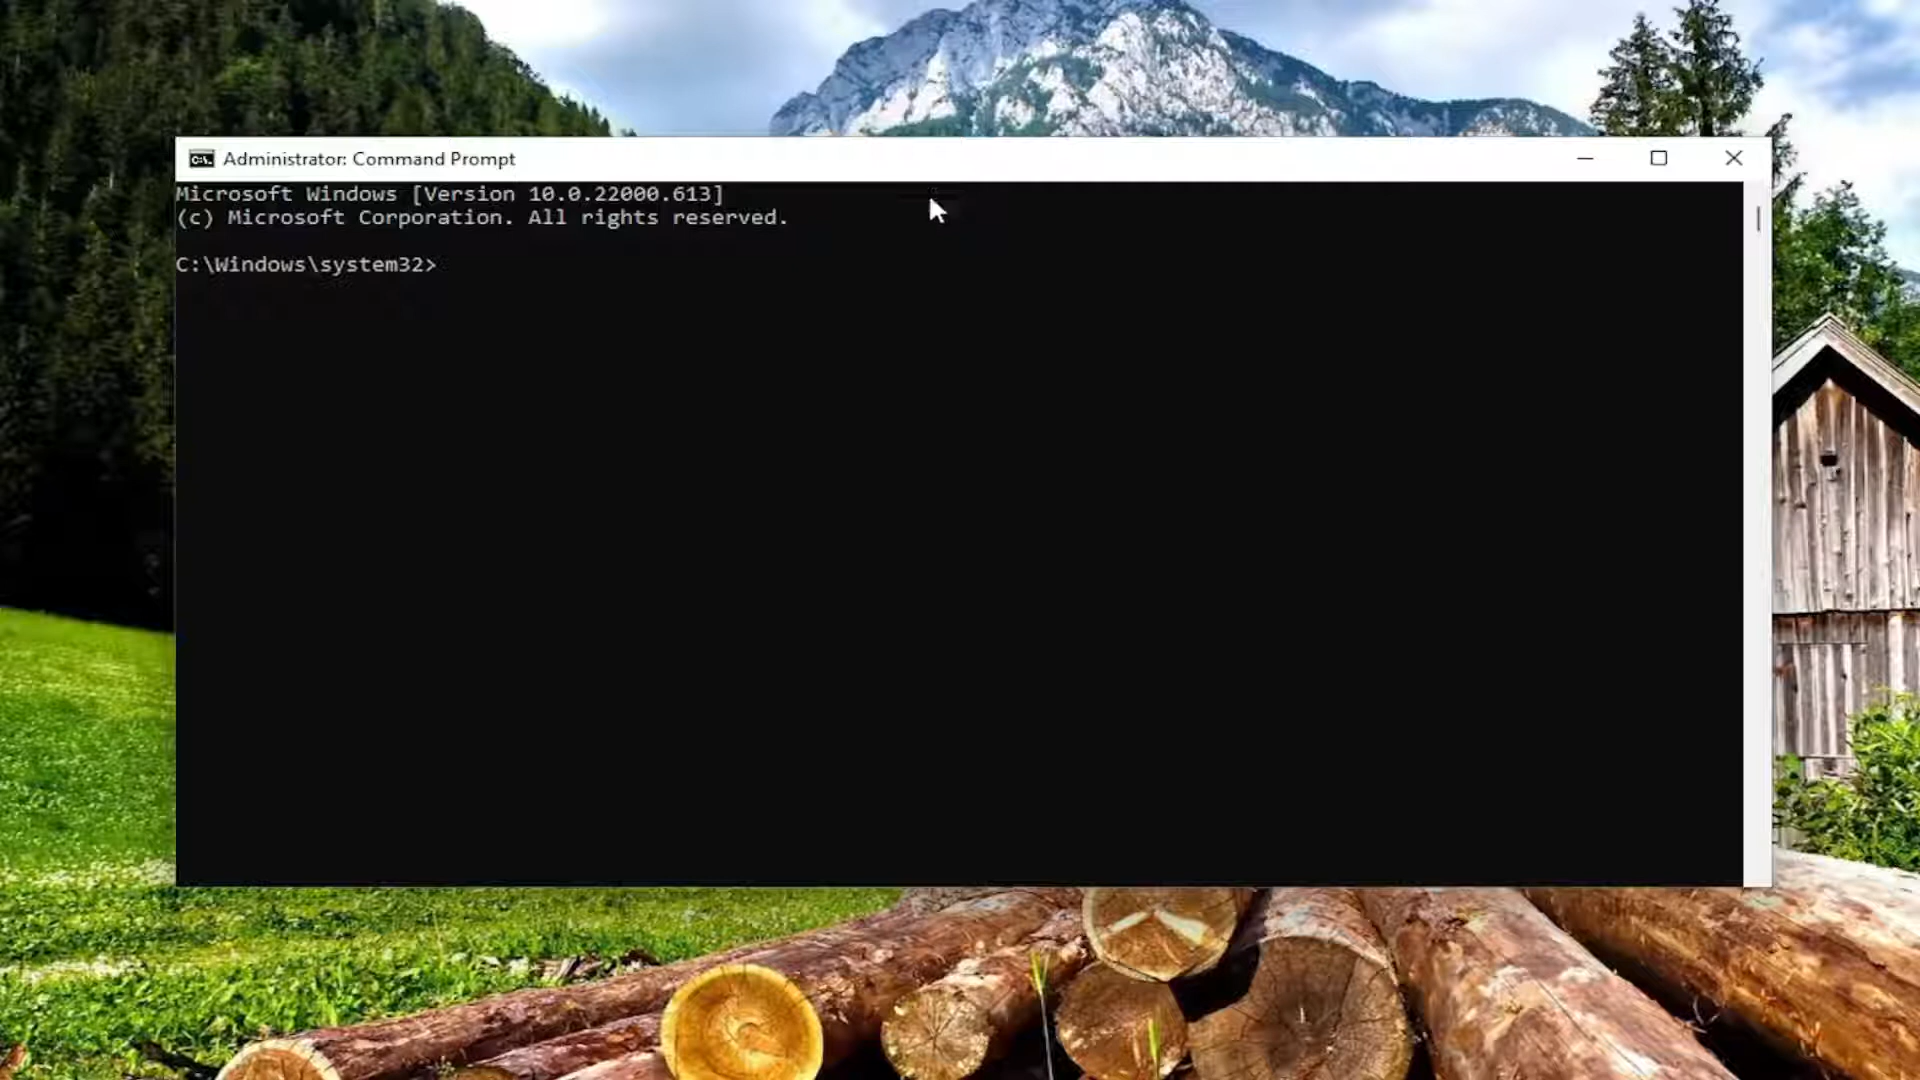 Administrator: Command Prompt
Microsoft Windows [Version 10.0.22000.613]
(c) Microsoft Corporation. All rights reserved.
C:\Windows\system32>